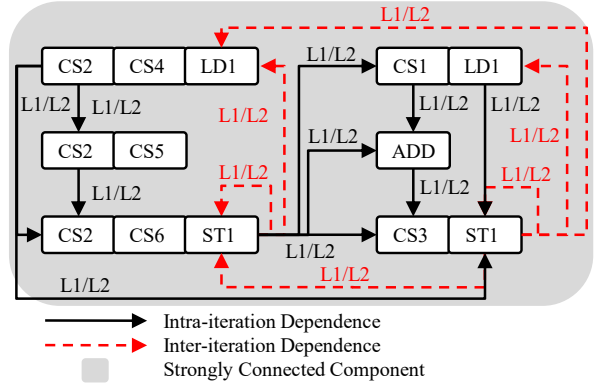 L1/L2
CS2 CS4 LD1 L1/L2 CS1 LD1
L1/L2 L1/L2 L1/L2 L1/L2 L1/L2
L1/L2 L1/L2
CS2 CS5 ADD
L1/L2 L1/L2 L1/L2 L1/L2
CS2 CS6 ST1 L1/L2 CS3 ST1
L1/L2 L1/L2
Intra-iteration Dependence
Inter-iteration Dependence
Strongly Connected Component